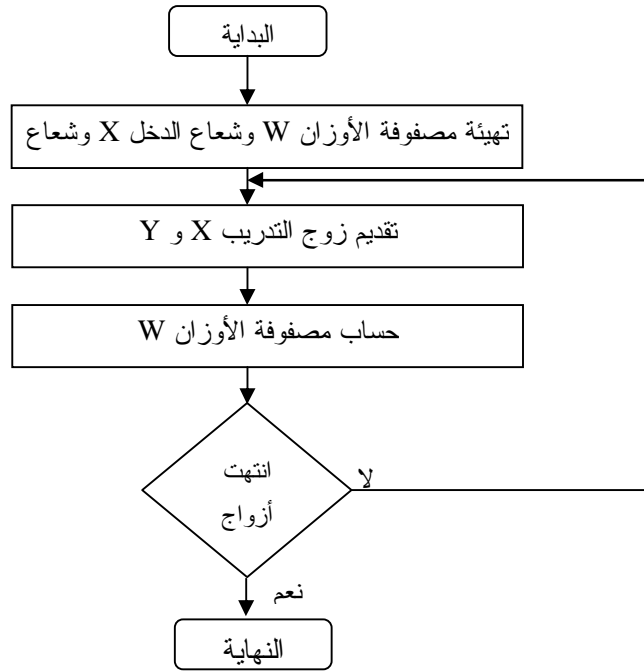 البداية
تهيئة مصفوفة الأوزان W وشعاع الدخل X وشعاع
تقديم زوج التدريب X و Y
حساب مصفوفة الأوزان W
انتهت
أزواج
لا
نعم
النهاية